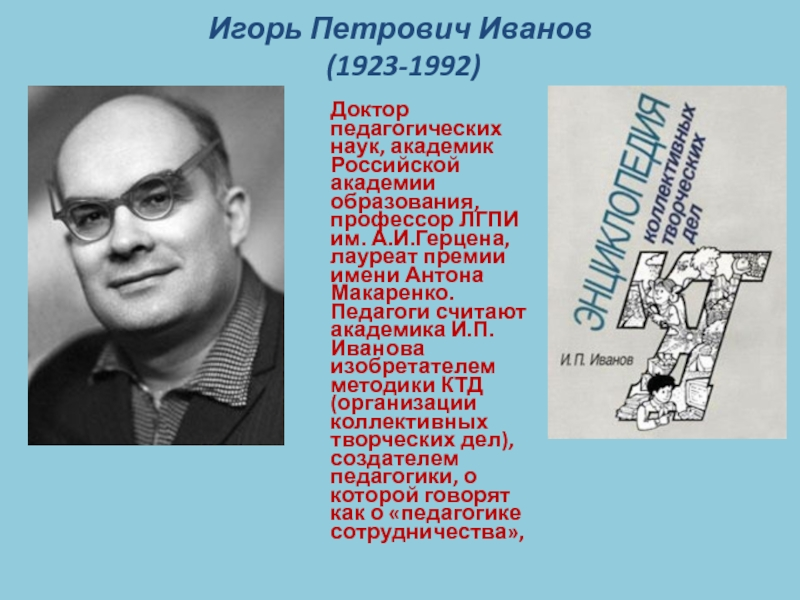 Игорь Петрович Иванов
(1923-1992)
Доктор
педагогических
наук, академик
Российской
академии
образования,
профессор ЛГПИ
им. А.И.Герцена,
лауреат премии
имени Антона
Макаренко.
Педагоги считают
академика И.П.
Иванова
изобретателем
методики КТД
(организации
коллективных
творческих дел),
создателем
педагогики, о
которой говорят
как о «педагогике
сотрудничества»,
ЭНЦИКЛОПЕДИЯ
коллективных
творческих
дел
КТД
И. П. Иванов